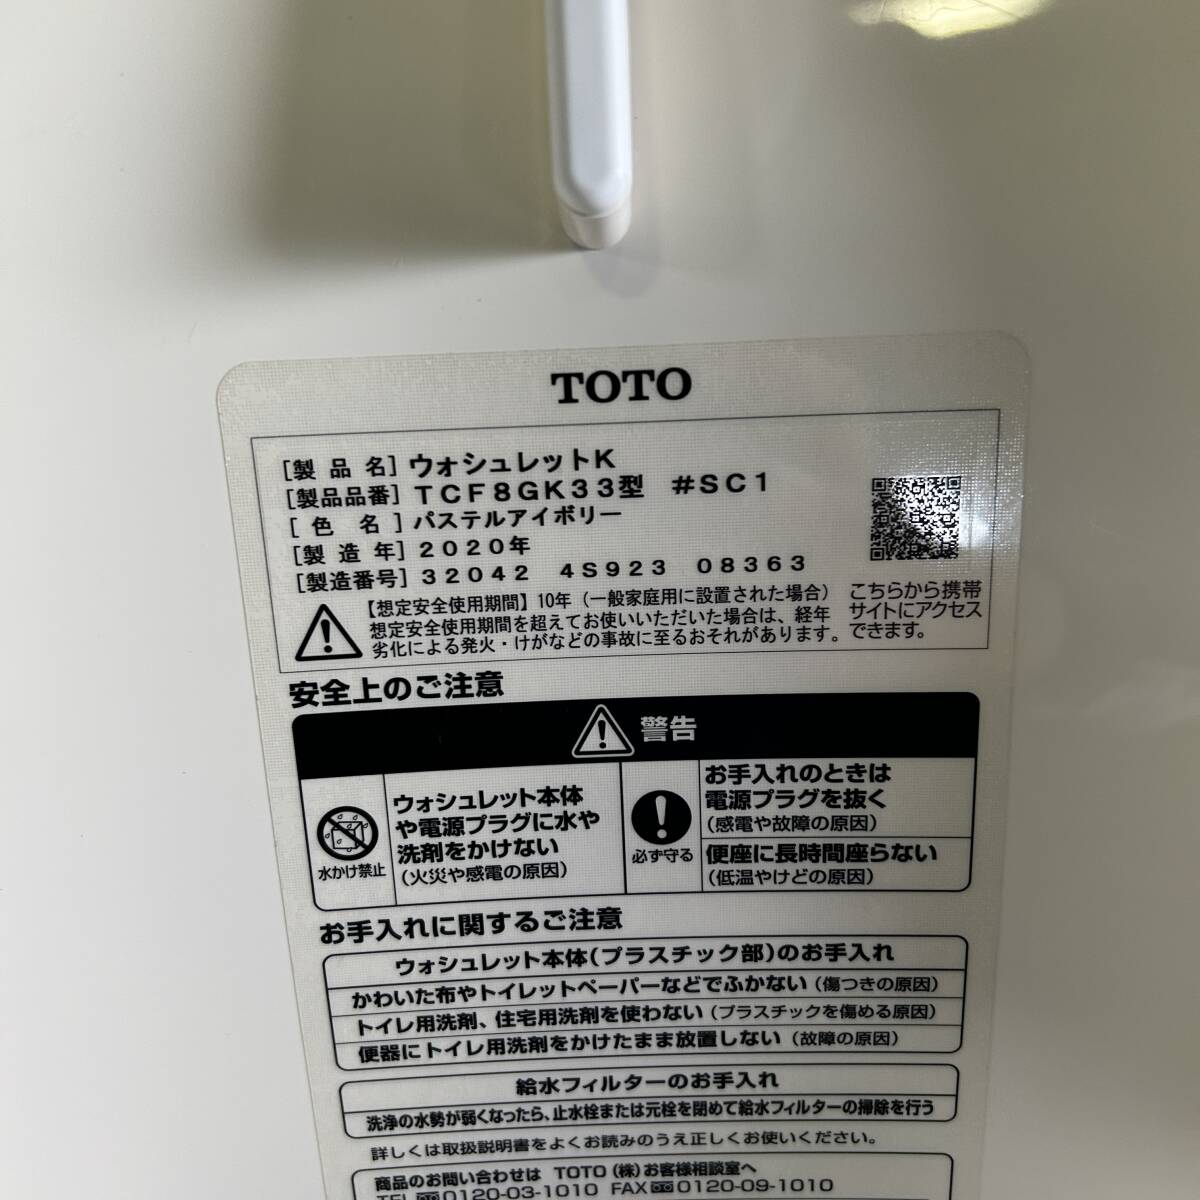 TOTO
[製品名] ウォシュレットK
[製品品番] TCF8GK33型 #SC1
[色名] パステルアイボリー
[製造年] 2020年
[製造番号] 32042 4S923 08363
【想定安全使用期間】10年(一般家庭用に設置された場合)
想定安全使用期間を超えてお使いいただいた場合は、経年
劣化による発火・けがなどの事故に至るおそれがあります。
こちらから携帯
サイトにアクセス
できます。
安全上のご注意
警告
水かけ禁止
ウォシュレット本体
や電源プラグに水や
洗剤をかけない
(火災や感電の原因)
必ず守る
お手入れのときは
電源プラグを抜く
(感電や故障の原因)
便座に長時間座らない
(低温やけどの原因)
お手入れに関するご注意
ウォシュレット本体(プラスチック部)のお手入れ
かわいた布やトイレットペーパーなどでふかない(傷つきの原因)
トイレ用洗剤、住宅用洗剤を使わない(プラスチックを傷める原因)
便器にトイレ用洗剤をかけたまま放置しない(故障の原因)
給水フィルターのお手入れ
洗浄の水勢が弱くなったら、止水栓または元栓を閉めて給水フィルターの掃除を行う
詳しくは取扱説明書をよくお読みのうえ正しくお使いください。
商品のお問い合わせは TOTO(株)お客様相談室へ
TEL 0120-03-1010 FAX 0120-09-1010